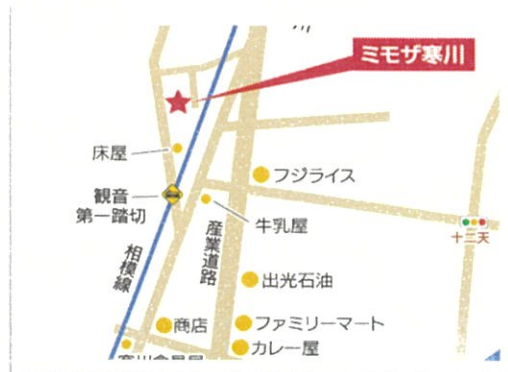 ミモザ寒川
床屋
フジライス
観音
第一踏切
牛乳屋
十二天
産業道路
相模線
出光石油
商店
ファミリーマート
カレー屋